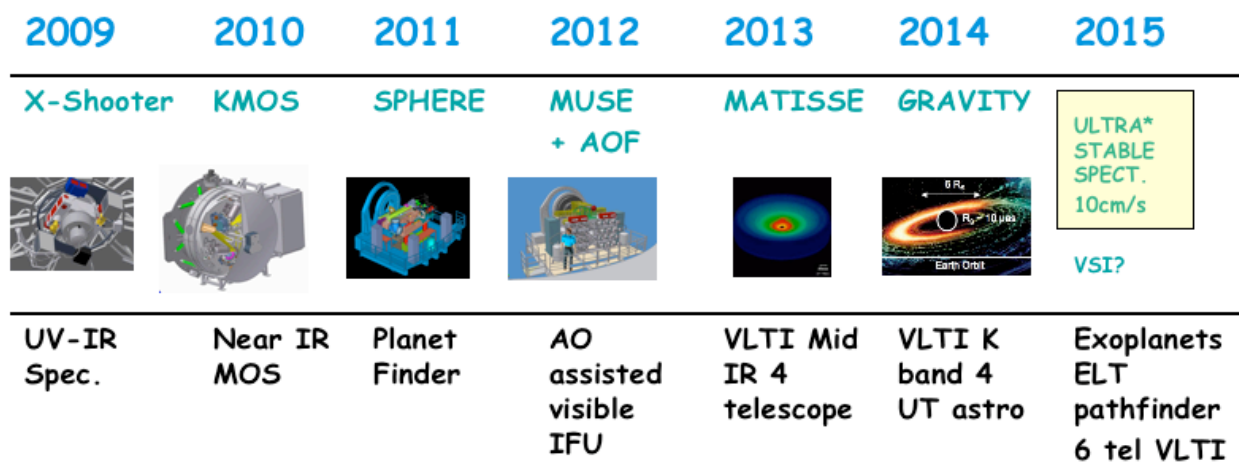 2009 2010 2011 2012 2013 2014 2015
X-Shooter KMOS SPHERE MUSE MATISSE GRAVITY
+ AOF
ULTRA*
STABLE
SPECT.
10cm/s
VSI?
6 R
R > 10 μas
Earth Orbit
UV-IR
Spec.
Near IR
MOS
Planet
Finder
AO
assisted
visible
IFU
VLTI Mid
IR 4
telescope
VLTI K
band 4
UT astro
Exoplanets
ELT
pathfinder
6 tel VLTI